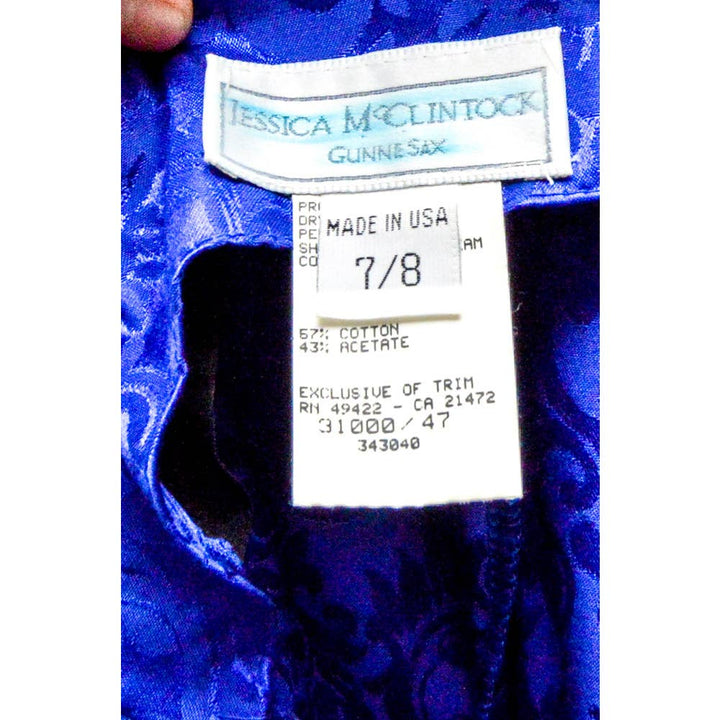 JESSICA McCLINTOCK
GUNNE SAX
MADE IN USA
7/8
57% COTTON
43% ACETATE
EXCLUSIVE OF TRIM
RN 49422 - CA 21472
31000/47
343040